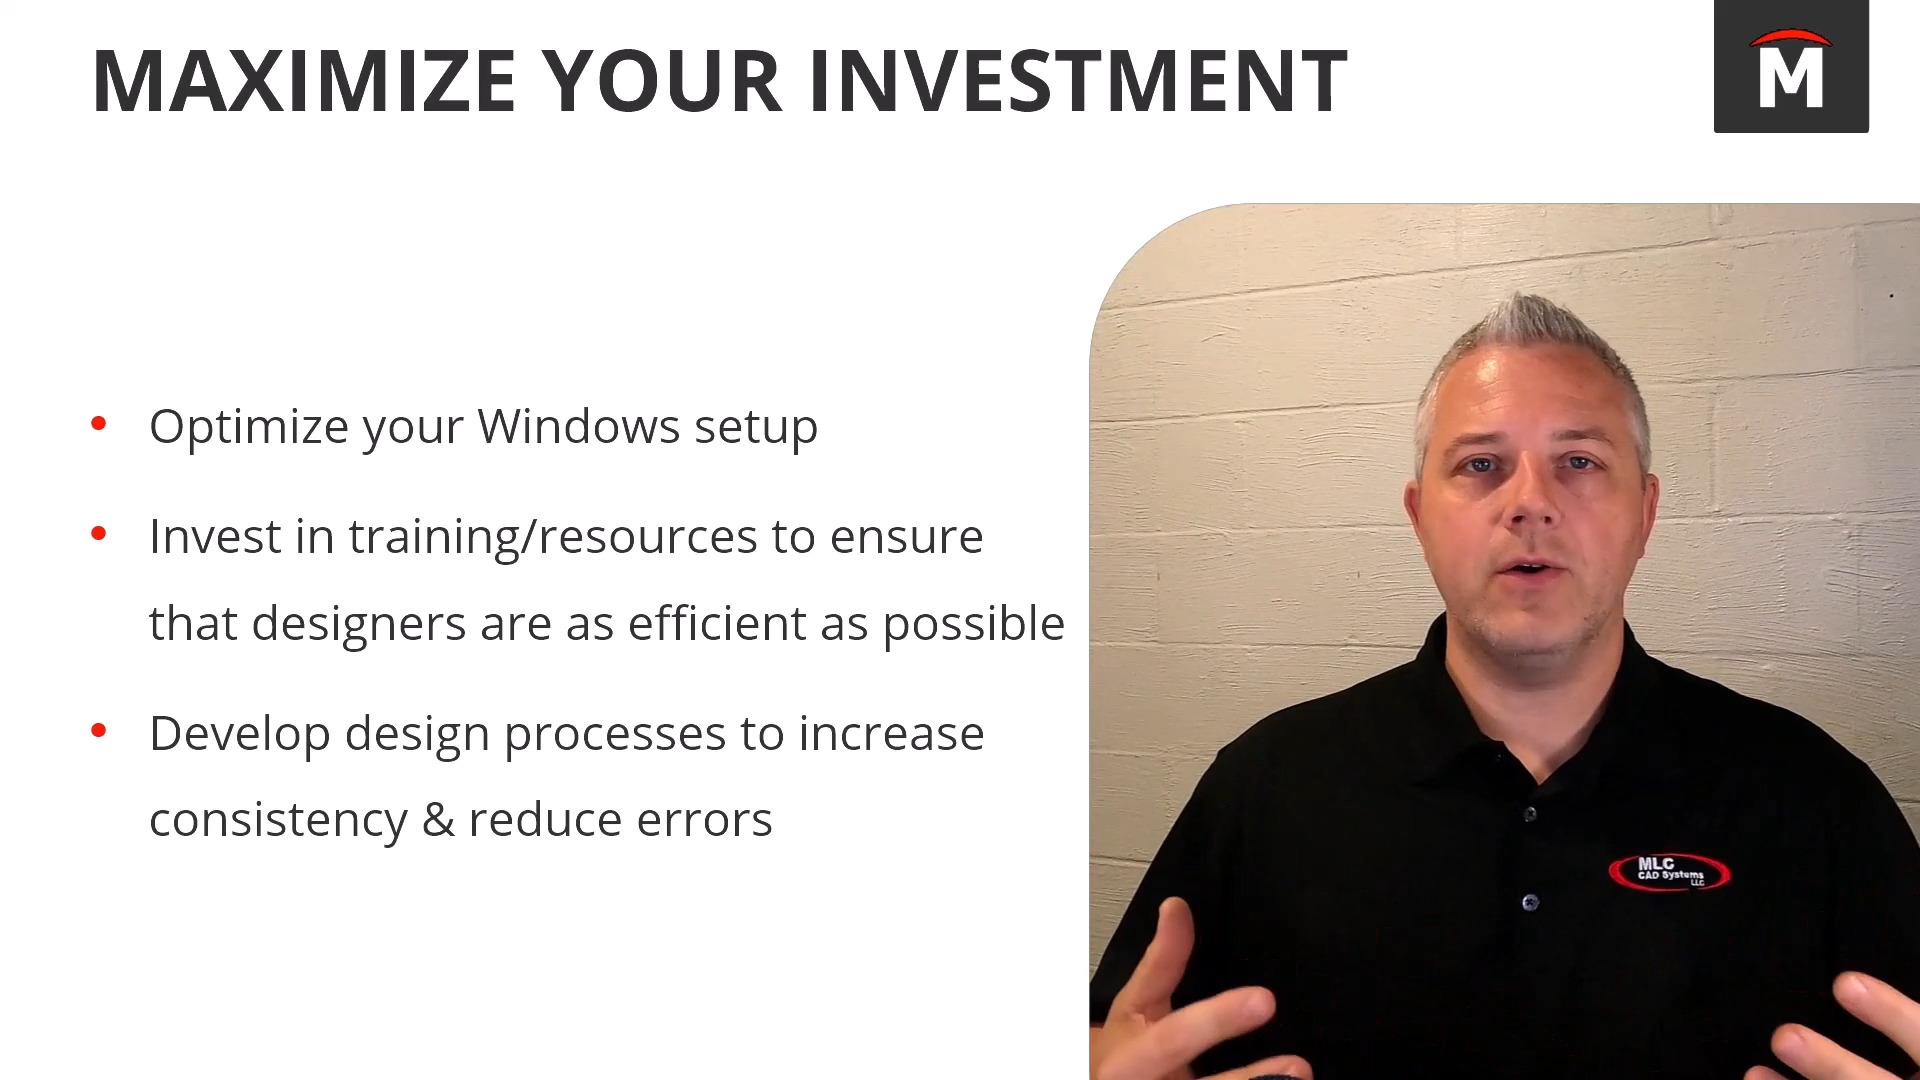 MAXIMIZE YOUR INVESTMENT
M
• Optimize your Windows setup
• Invest in training/resources to ensure
that designers are as efficient as possible
• Develop design processes to increase
consistency & reduce errors
MLC
CAD Systems
LLC